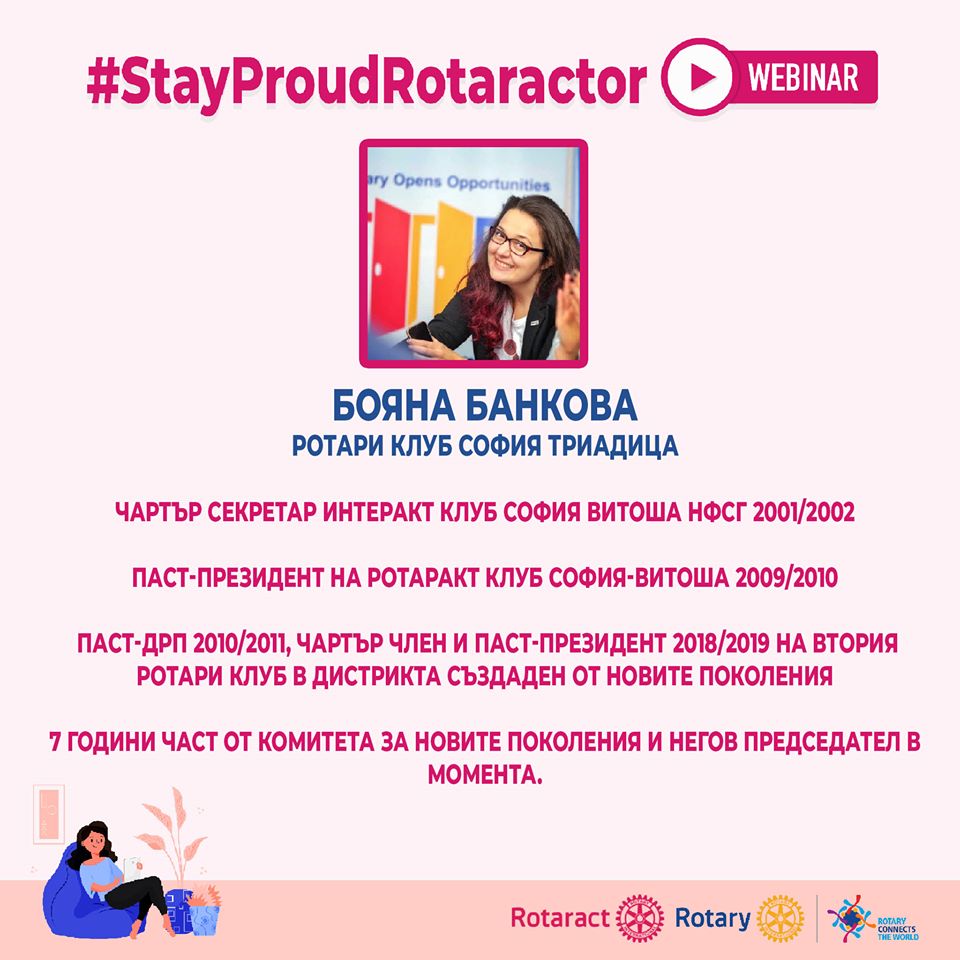 #StayProudRotaractor
WEBINAR
ary Opens Opportunities
БОЯНА БАНКОВА
РОТАРИ КЛУБ СОФИЯ ТРИАДИЦА
ЧАРТЪР СЕКРЕТАР ИНТЕРАКТ КЛУБ СОФИЯ ВИТОША НФСГ 2001/2002
ПАСТ-ПРЕЗИДЕНТ НА РОТАРАКТ КЛУБ СОФИЯ-ВИТОША 2009/2010
ПАСТ-ДРП 2010/2011, ЧАРТЪР ЧЛЕН И ПАСТ-ПРЕЗИДЕНТ 2018/2019 НА ВТОРИЯ
РОТАРИ КЛУБ В ДИСТРИКТА СЪЗДАДЕН ОТ НОВИТЕ ПОКОЛЕНИЯ
7 ГОДИНИ ЧАСТ ОТ КОМИТЕТА ЗА НОВИТЕ ПОКОЛЕНИЯ И НЕГОВ ПРЕДСЕДАТЕЛ В
МОМЕНТА.
Rotaract
Rotary
ROTARY
CONNECTS
THE WORLD